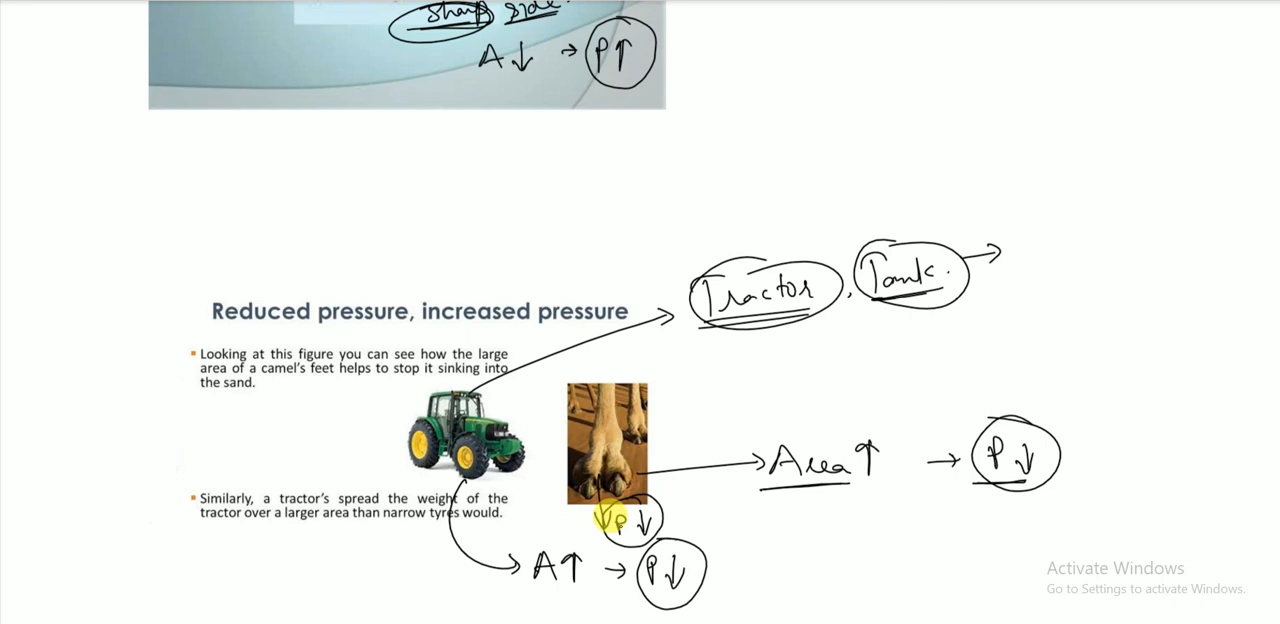 sharp side.
A↓ → P↑
Tractor, Tank. →
Reduced pressure, increased pressure
▪ Looking at this figure you can see how the large
area of a camel's feet helps to stop it sinking into
the sand.
→ Area↑ → P↓
▪ Similarly, a tractor's spread the weight of the
tractor over a larger area than narrow tyres would.
↓P↓
→ A↑ → P↓
Activate Windows
Go to Settings to activate Windows.